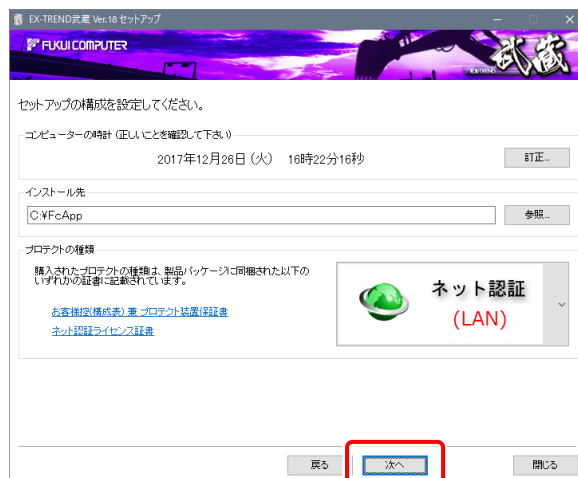 EX-TREND武蔵 Ver.18 セットアップ
FUKUI COMPUTER
EX-TREND 武蔵
セットアップの構成を設定してください。
コンピューターの時計 (正しいことを確認して下さい)
2017年12月26日 (火) 16時22分16秒
訂正...
インストール先
C:¥FcApp
参照...
プロテクトの種類
購入されたプロテクトの種類は、製品パッケージに同梱された以下の
いずれかの証書に記載されています。
お客様控(構成表) 兼 プロテクト装置保証書
ネット認証ライセンス証書
ネット認証
(LAN)
戻る
次へ
閉じる